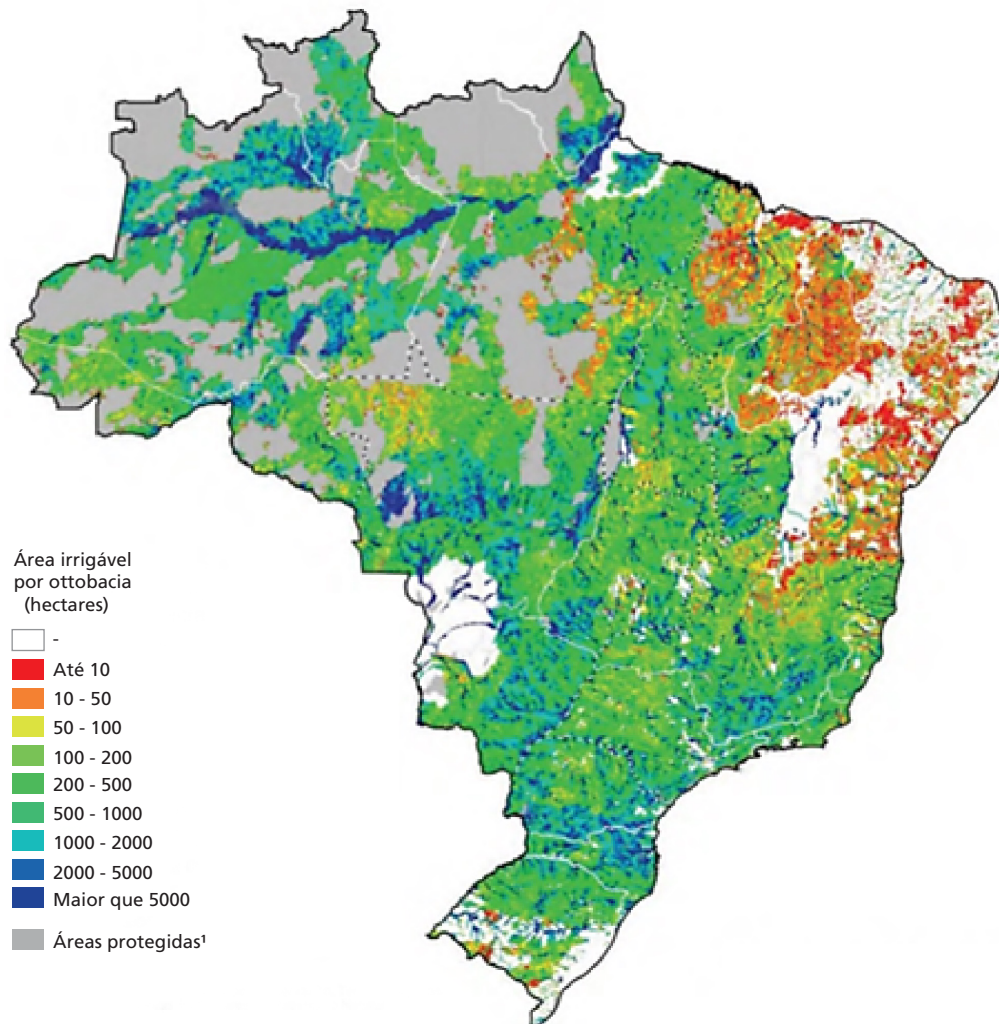 Área irrigável
por ottobacia
(hectares)
-
Até 10
10 - 50
50 - 100
100 - 200
200 - 500
500 - 1000
1000 - 2000
2000 - 5000
Maior que 5000
Áreas protegidas¹